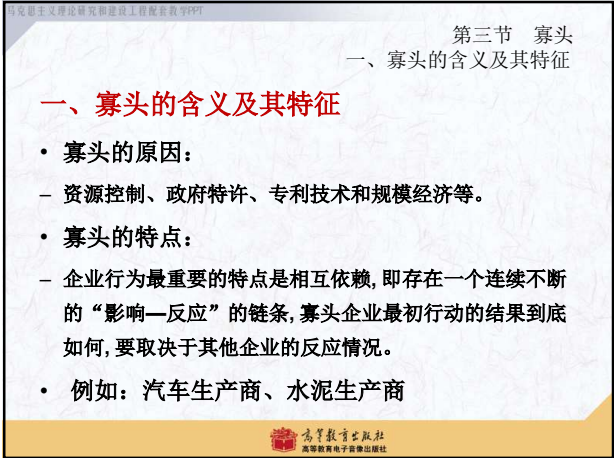 马克思主义理论研究和建设工程配套教学PPT
第三节 寡头
一、寡头的含义及其特征
一、寡头的含义及其特征
• 寡头的原因：
– 资源控制、政府特许、专利技术和规模经济等。
• 寡头的特点：
– 企业行为最重要的特点是相互依赖,即存在一个连续不断
的“影响—反应”的链条,寡头企业最初行动的结果到底
如何,要取决于其他企业的反应情况。
• 例如：汽车生产商、水泥生产商
高等教育出版社
高等教育电子音像出版社